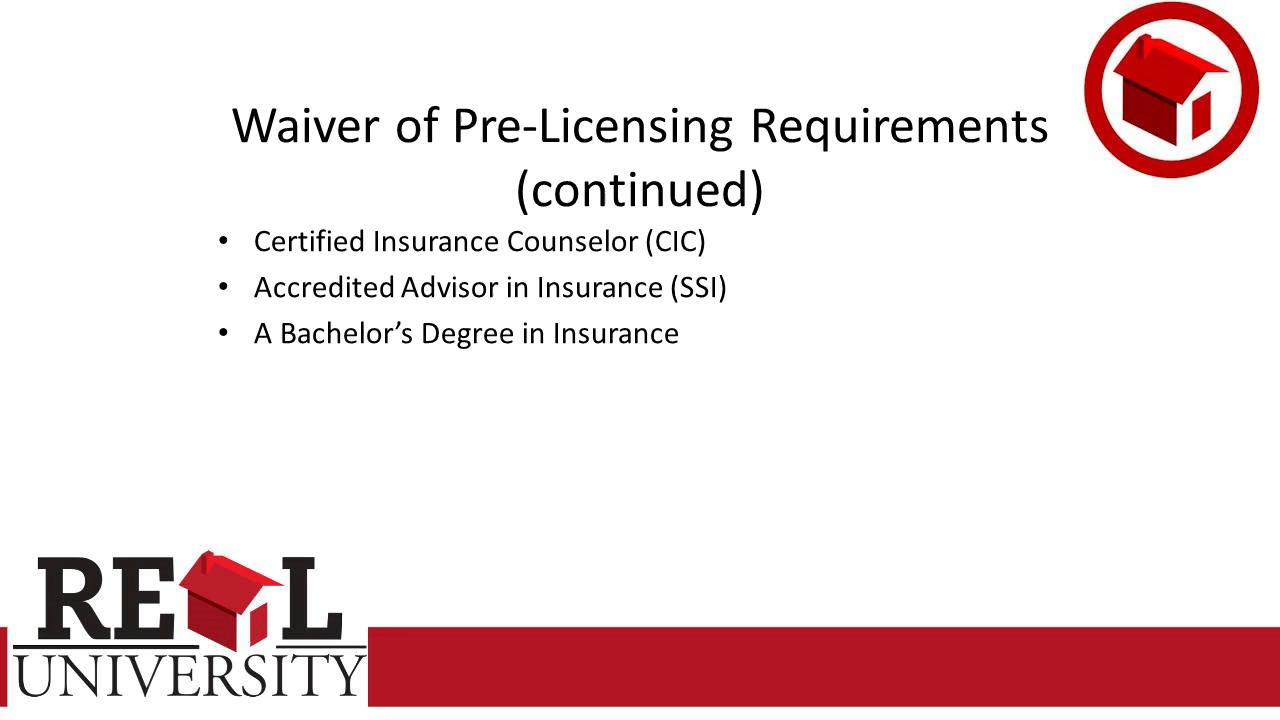 Waiver of Pre-Licensing Requirements
(continued)
• Certified Insurance Counselor (CIC)
• Accredited Advisor in Insurance (SSI)
• A Bachelor’s Degree in Insurance
RE L
UNIVERSITY